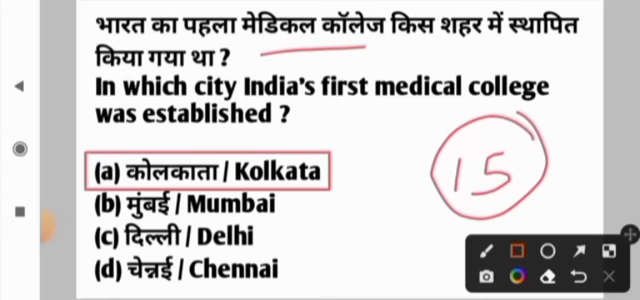 भारत का पहला मेडिकल कॉलेज किस शहर में स्थापित
किया गया था ?
In which city India's first medical college
was established ?
(a) कोलकाता / Kolkata
(b) मुंबई / Mumbai
(c) दिल्ली / Delhi
(d) चेन्नई / Chennai
15